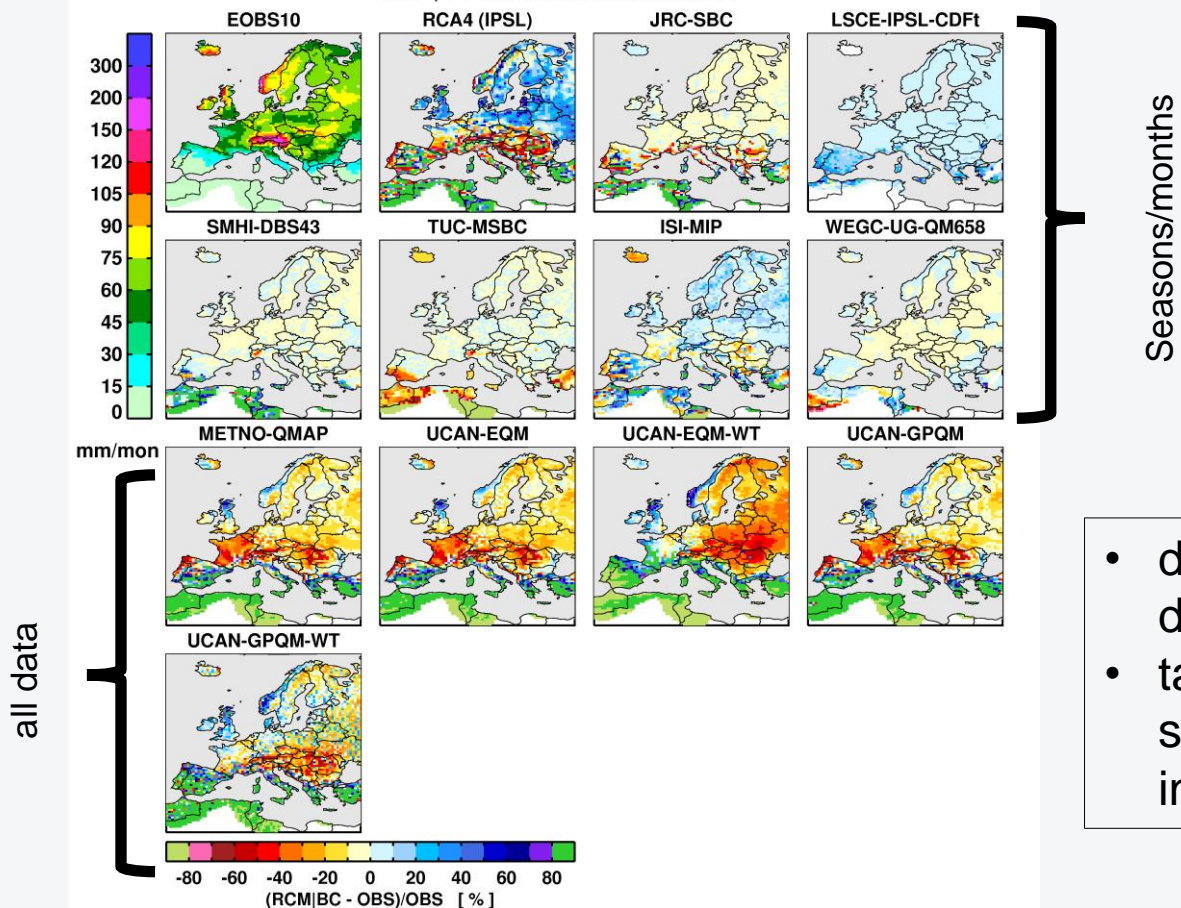 EOBS10 RCA4 (IPSL) JRC-SBC LSCE-IPSL-CDFt
300
200
150
120
105
90
75
60
45
30
15
0
mm/mon
SMHI-DBS43 TUC-MSBC ISI-MIP WEGC-UG-QM658
Seasons/months
METNO-QMAP UCAN-EQM UCAN-EQM-WT UCAN-GPQM
UCAN-GPQM-WT
all data
-80 -60 -40 -20 0 20 40 60 80
(RCM|BC - OBS)/OBS [ % ]
•
•